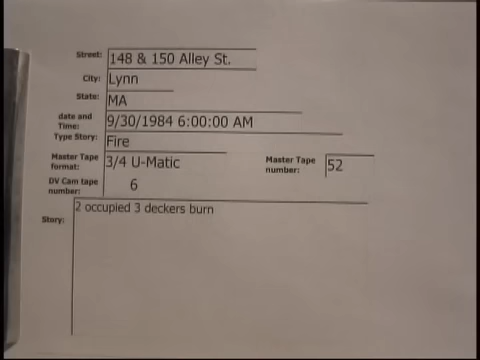 Street: 148 & 150 Alley St.
City: Lynn
State: MA
date and Time: 9/30/1984 6:00:00 AM
Type Story: Fire
Master Tape format: 3/4 U-Matic Master Tape number: 52
DV Cam tape number: 6
Story: 2 occupied 3 deckers burn